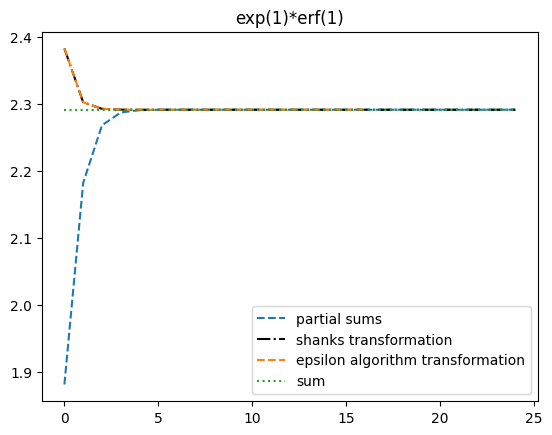 exp(1)*erf(1)
2.4
2.3
2.2
2.1
2.0
1.9
0
5
10
15
20
25
partial sums
shanks transformation
epsilon algorithm transformation
sum